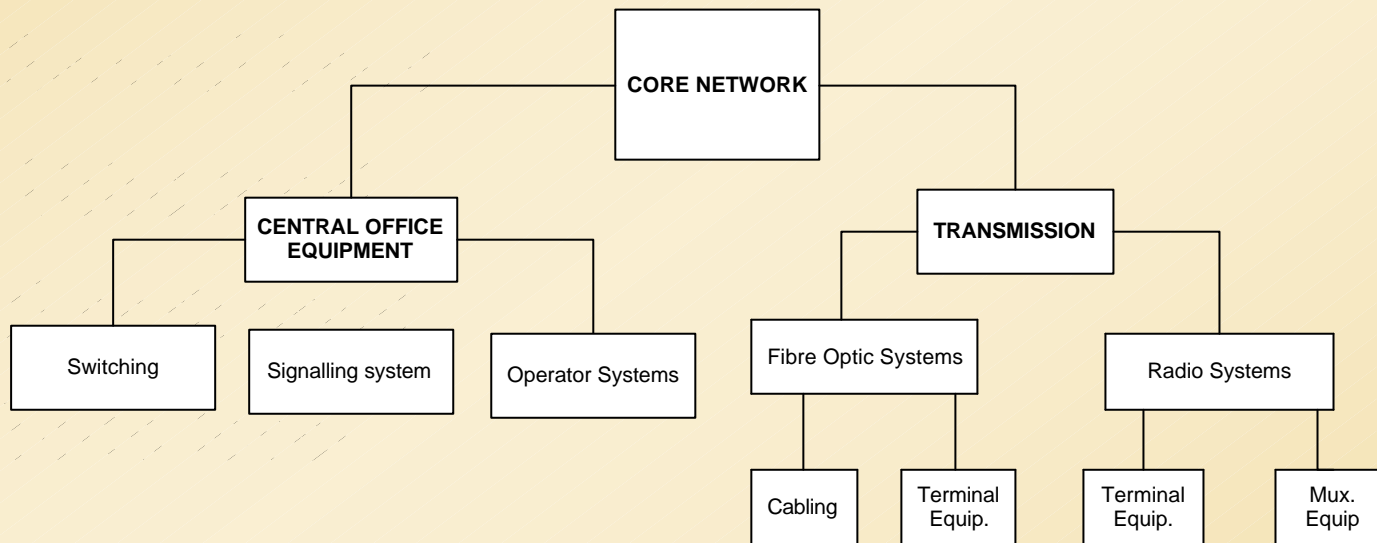 CORE NETWORK
CENTRAL OFFICE
EQUIPMENT
TRANSMISSION
Switching
Signalling system
Operator Systems
Fibre Optic Systems
Radio Systems
Cabling
Terminal
Equip.
Terminal
Equip.
Mux.
Equip